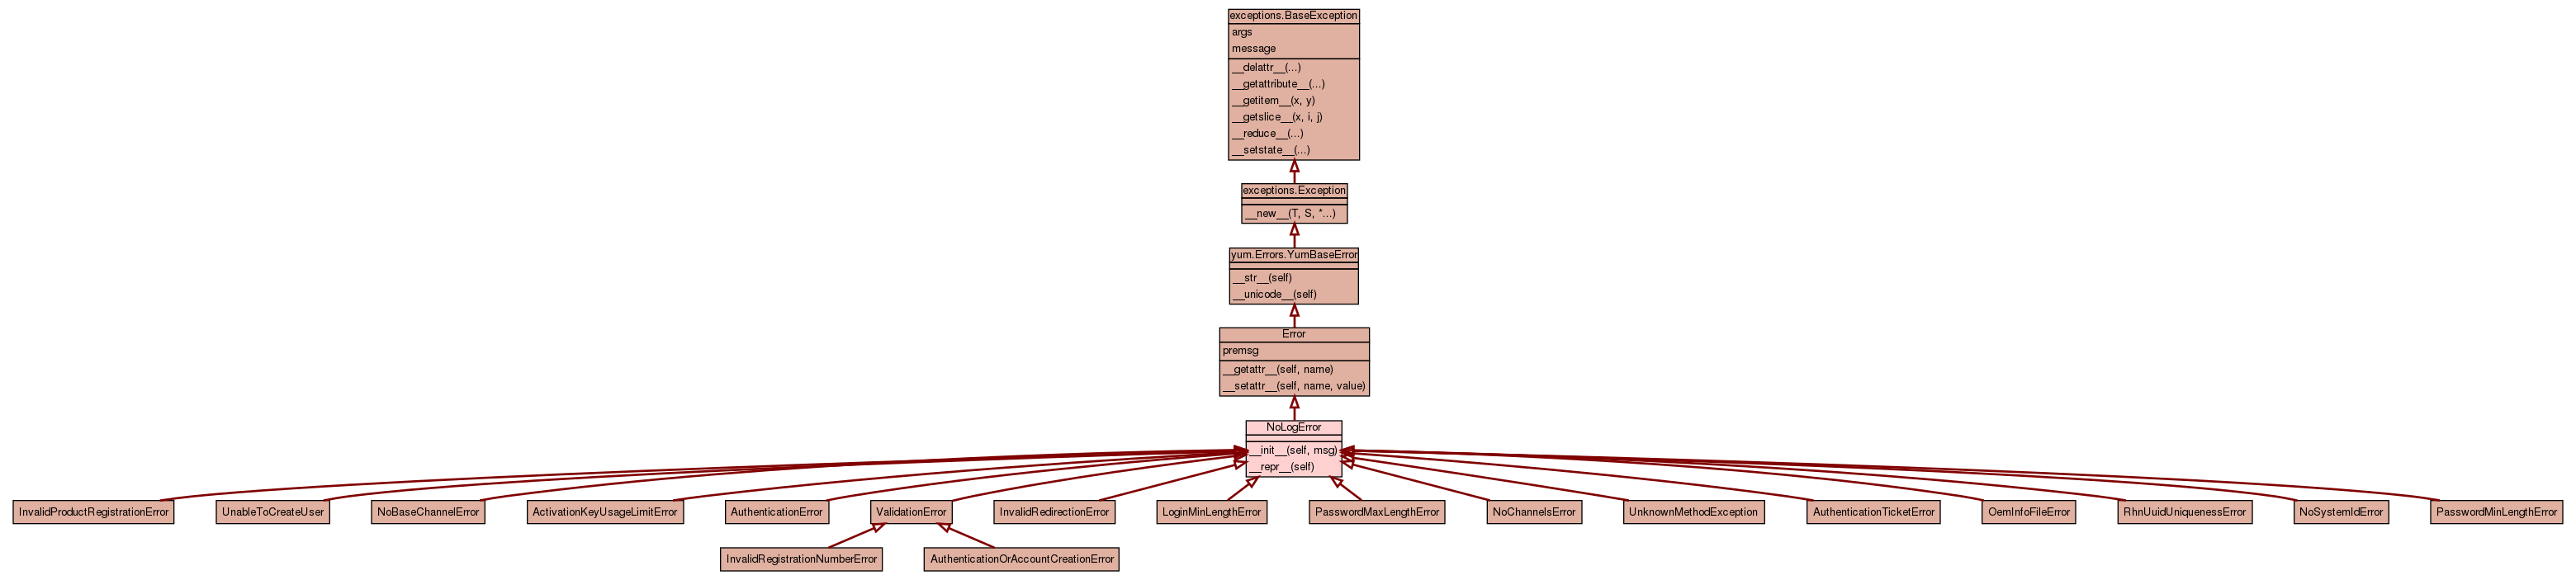 exceptions.BaseException
args
message
__delattr__(...)
__getattribute__(...)
__getitem__(x, y)
__getslice__(x, i, j)
__reduce__(...)
__setstate__(...)
exceptions.Exception
__new__(T, S, *...)
yum.Errors.YumBaseError
__str__(self)
__unicode__(self)
Error
premsg
__getattr__(self, name)
__setattr__(self, name, value)
NoLogError
__init__(self, msg)
__repr__(self)
InvalidProductRegistrationError
UnableToCreateUser
NoBaseChannelError
ActivationKeyUsageLimitError
AuthenticationError
ValidationError
InvalidRedirectionError
LoginMinLengthError
PasswordMaxLengthError
NoChannelsError
UnknownMethodException
AuthenticationTicketError
OemInfoFileError
RhnUuidUniquenessError
NoSystemIdError
PasswordMinLengthError
InvalidRegistrationNumberError
AuthenticationOrAccountCreationError